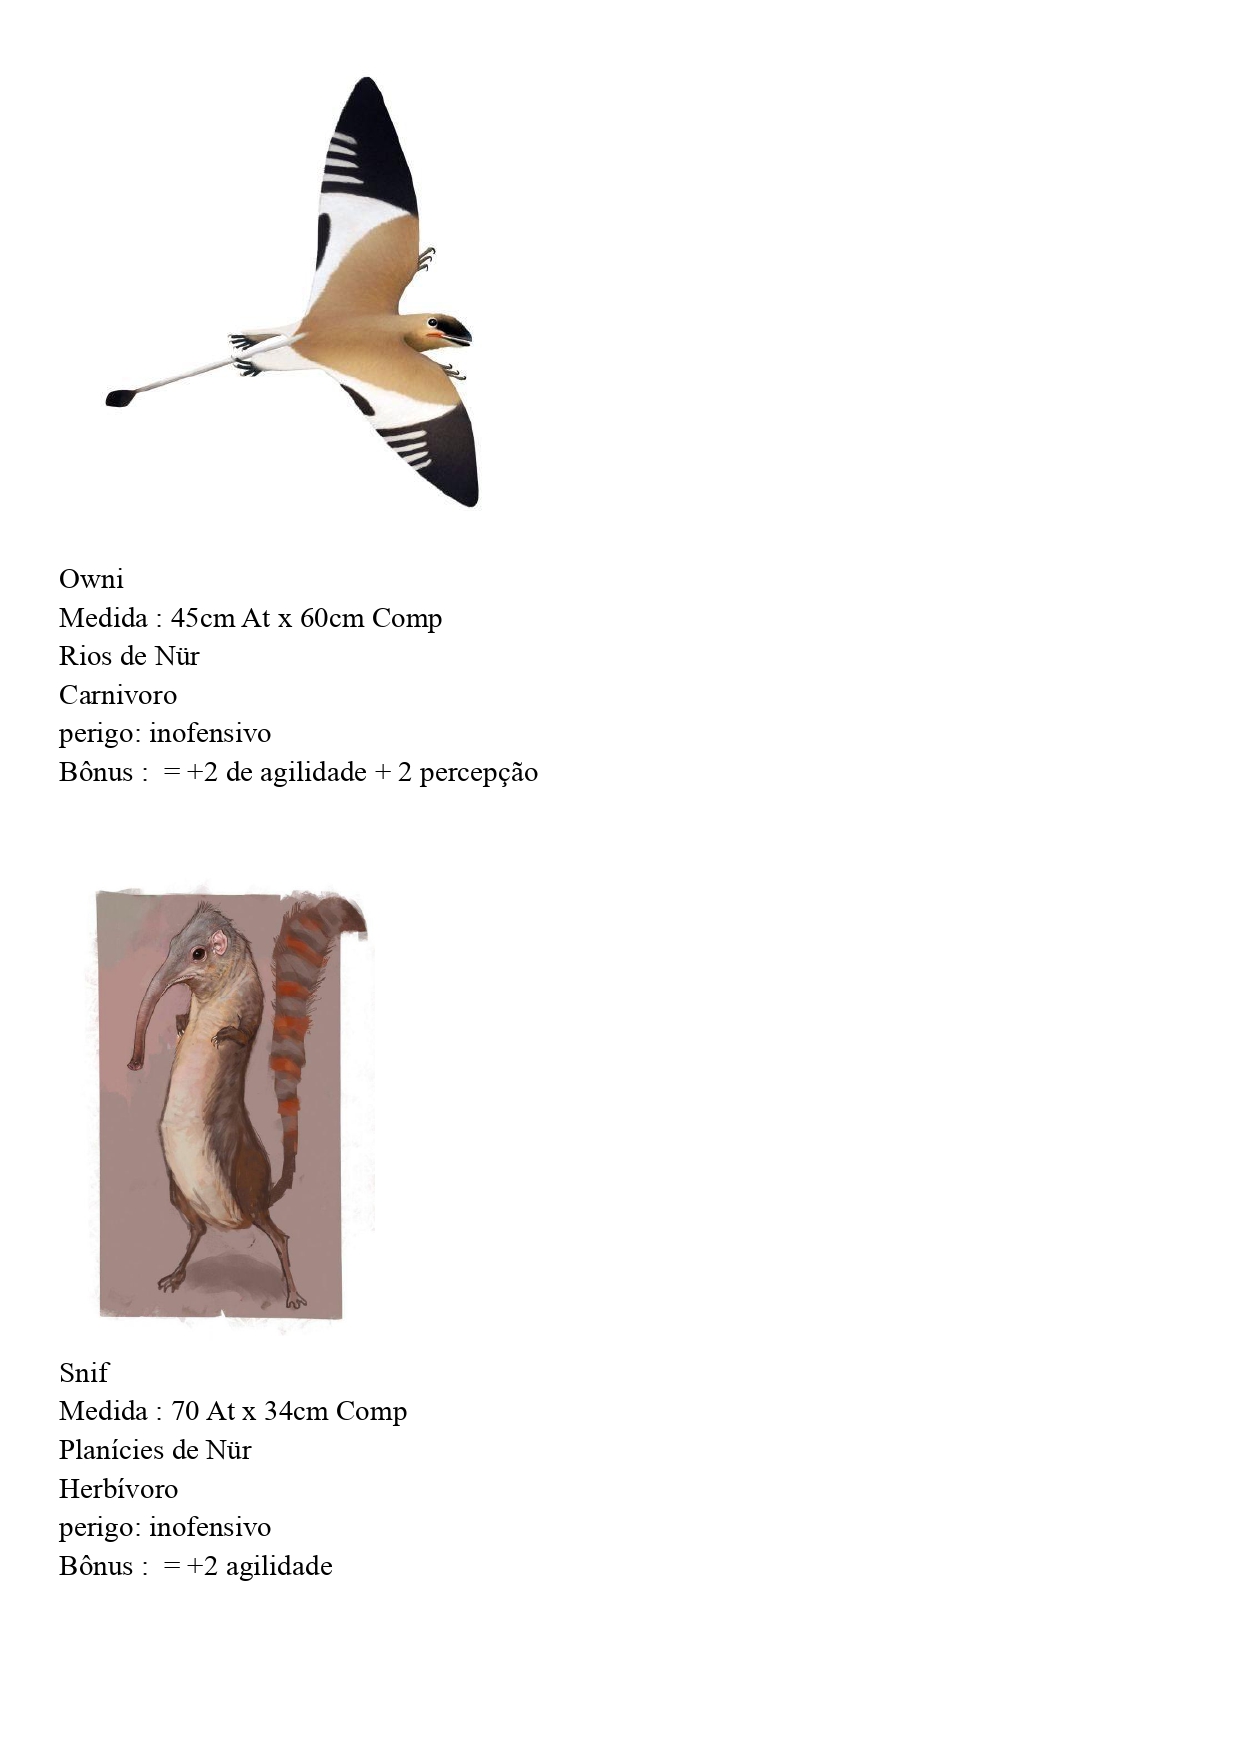 Owni
Medida : 45cm At x 60cm Comp
Rios de Nür
Carnivoro
perigo: inofensivo
Bônus :  = +2 de agilidade + 2 percepção
Snif
Medida : 70 At x 34cm Comp
Planícies de Nür
Herbívoro
perigo: inofensivo
Bônus :  = +2 agilidade